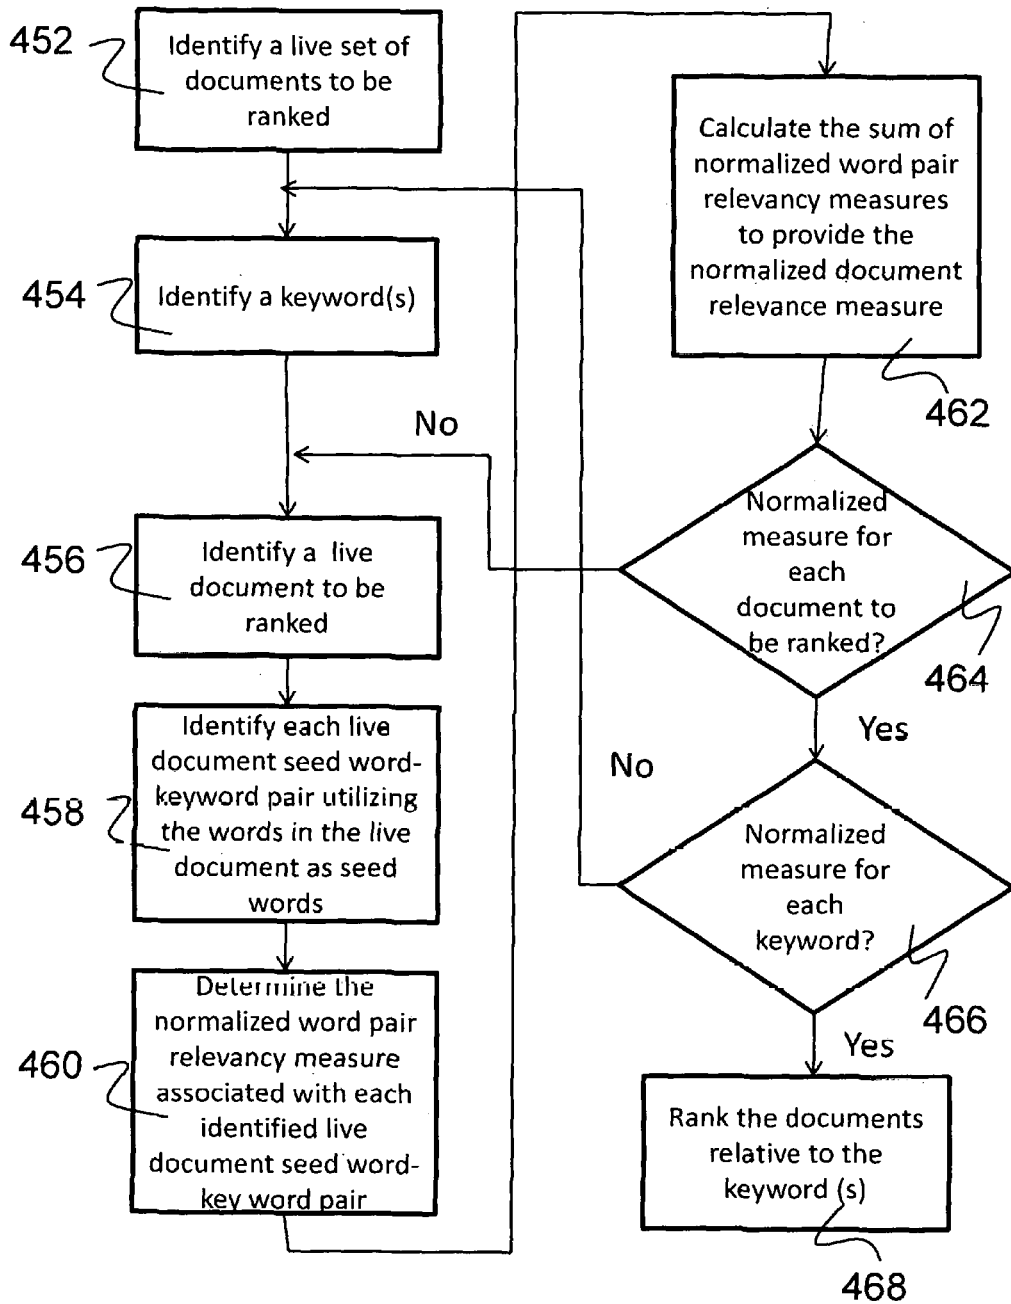 452
Identify a live set of
documents to be
ranked
454
Identify a keyword(s)
No
456
Identify a live
document to be
ranked
458
Identify each live
document seed word-
keyword pair utilizing
the words in the live
document as seed
words
460
Determine the
normalized word pair
relevancy measure
associated with each
identified live
document seed word-
key word pair
Calculate the sum of
normalized word pair
relevancy measures
to provide the
normalized document
relevance measure
462
Normalized
measure for
each
document to
be ranked?
464
Yes
No
Normalized
measure for
each
keyword?
466
Yes
Rank the documents
relative to the
keyword (s)
468